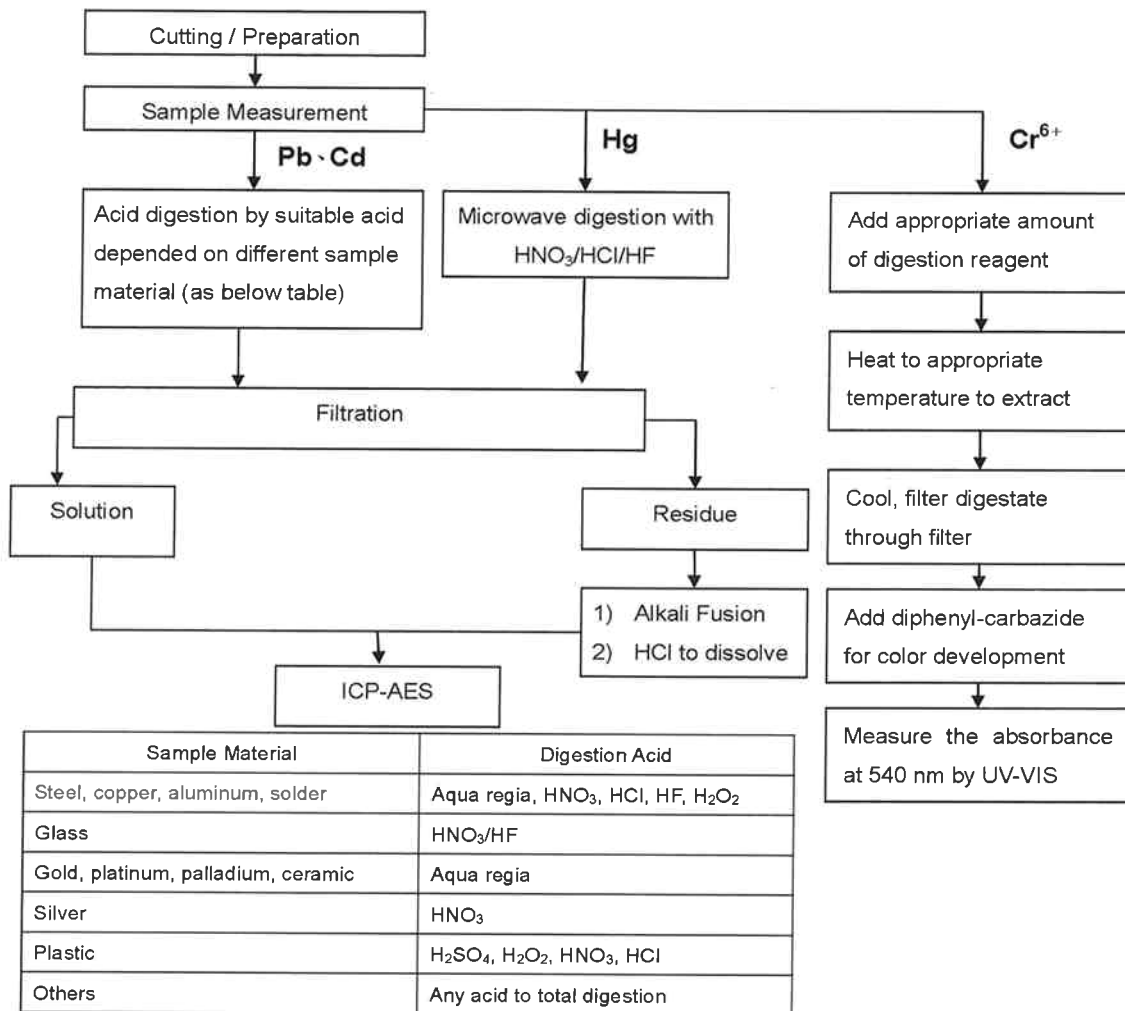 Cutting / Preparation
Sample Measurement
Pb、Cd
Hg
Cr⁶⁺
Acid digestion by suitable acid
depended on different sample
material (as below table)
Microwave digestion with
HNO₃/HCl/HF
Add appropriate amount
of digestion reagent
Heat to appropriate
temperature to extract
Filtration
Solution
Residue
Cool, filter digestate
through filter
1) Alkali Fusion
2) HCl to dissolve
Add diphenyl-carbazide
for color development
ICP-AES
Measure the absorbance
at 540 nm by UV-VIS
Sample Material Digestion Acid
Steel, copper, aluminum, solder Aqua regia, HNO₃, HCl, HF, H₂O₂
Glass HNO₃/HF
Gold, platinum, palladium, ceramic Aqua regia
Silver HNO₃
Plastic H₂SO₄, H₂O₂, HNO₃, HCl
Others Any acid to total digestion